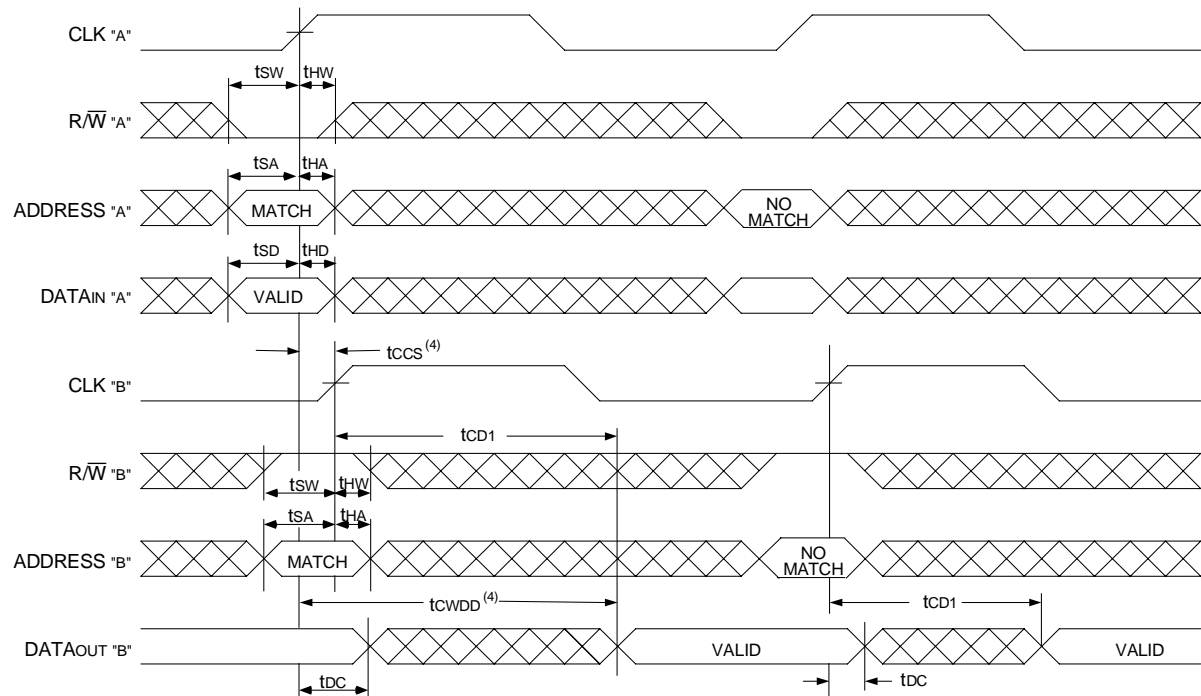 CLK "A"
tSW tHW
R/W̅ "A"
tSA tHA
ADDRESS "A" MATCH NO MATCH
tSD tHD
DATAIN "A" VALID
tCCS(4)
CLK "B"
tCD1
R/W̅ "B"
tSW tHW
tSA tHA
ADDRESS "B" MATCH NO MATCH
tCWDD(4) tCD1
DATAOUT "B" VALID VALID
tDC tDC